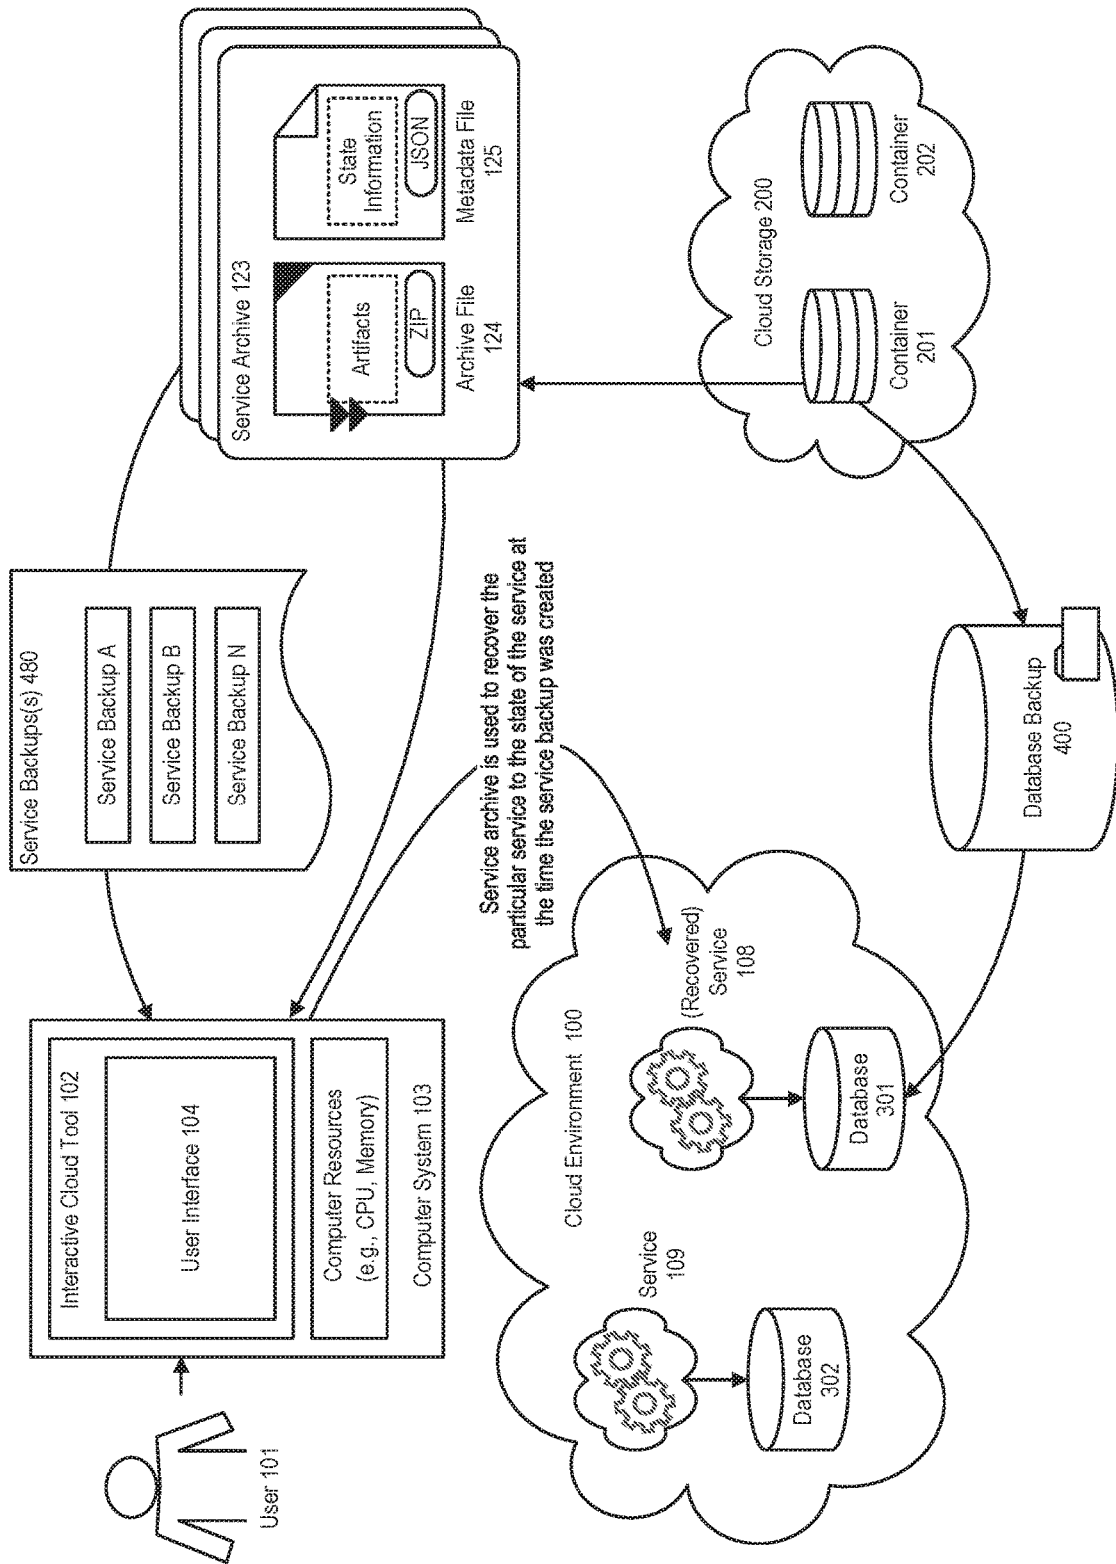 User 101
Interactive Cloud Tool 102
User Interface 104
Computer Resources
(e.g., CPU, Memory)
Computer System 103
Service Backups(s) 480
Service Backup A
Service Backup B
Service Backup N
Service Archive 123
Artifacts
ZIP
Archive File
124
State
Information
JSON
Metadata File
125
Service archive is used to recover the
particular service to the state of the service at
the time the service backup was created
Cloud Environment 100
Service
109
Database
302
(Recovered)
Service
108
Database
301
Database Backup
400
Cloud Storage 200
Container
201
Container
202